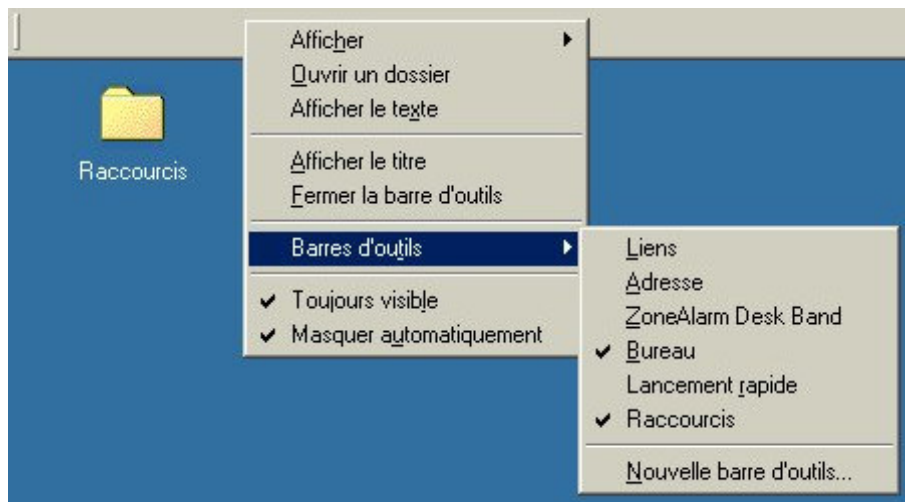 Afficher
Ouvrir un dossier
Afficher le texte
Raccourcis
Afficher le titre
Fermer la barre d'outils
Barres d'outils
Toujours visible
Masquer automatiquement
Liens
Adresse
ZoneAlarm Desk Band
Bureau
Lancement rapide
Raccourcis
Nouvelle barre d'outils...